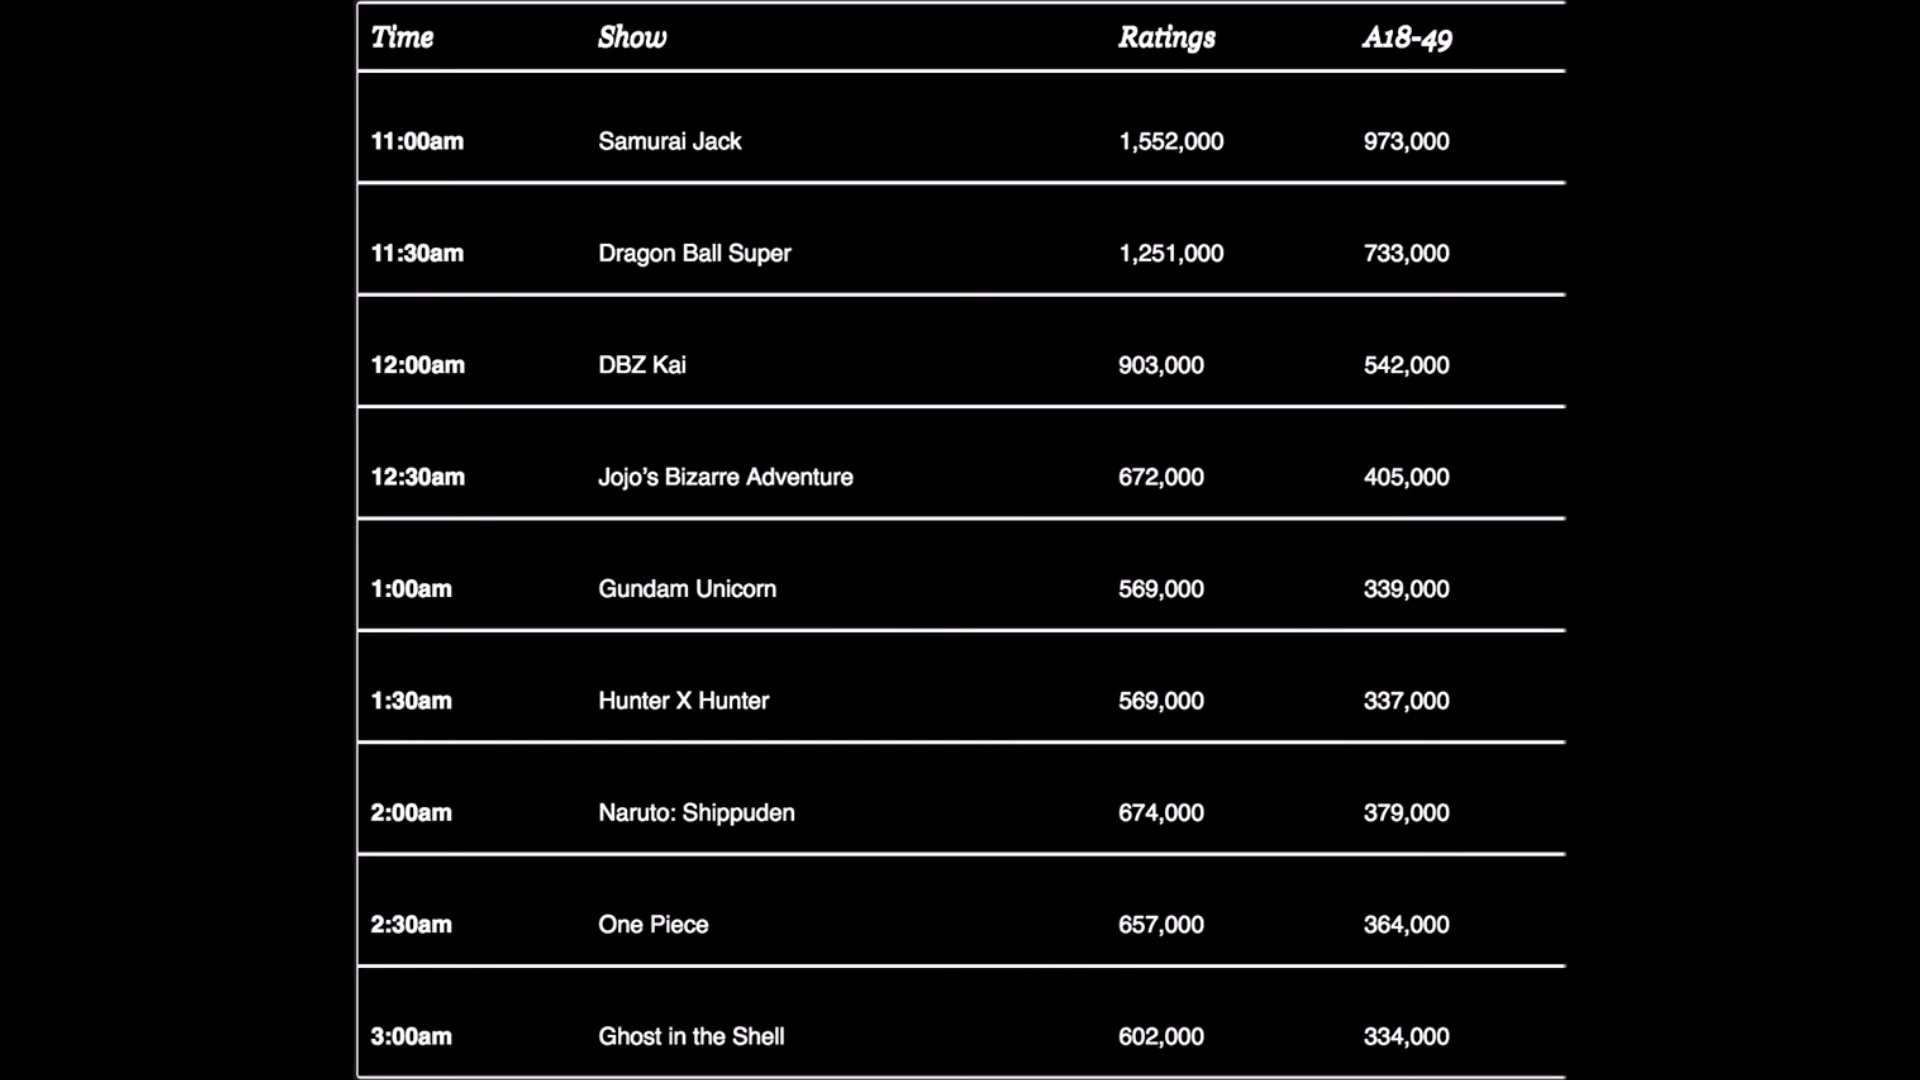 Time Show Ratings A18-49
11:00am Samurai Jack 1,552,000 973,000
11:30am Dragon Ball Super 1,251,000 733,000
12:00am DBZ Kai 903,000 542,000
12:30am Jojo’s Bizarre Adventure 672,000 405,000
1:00am Gundam Unicorn 569,000 339,000
1:30am Hunter X Hunter 569,000 337,000
2:00am Naruto: Shippuden 674,000 379,000
2:30am One Piece 657,000 364,000
3:00am Ghost in the Shell 602,000 334,000